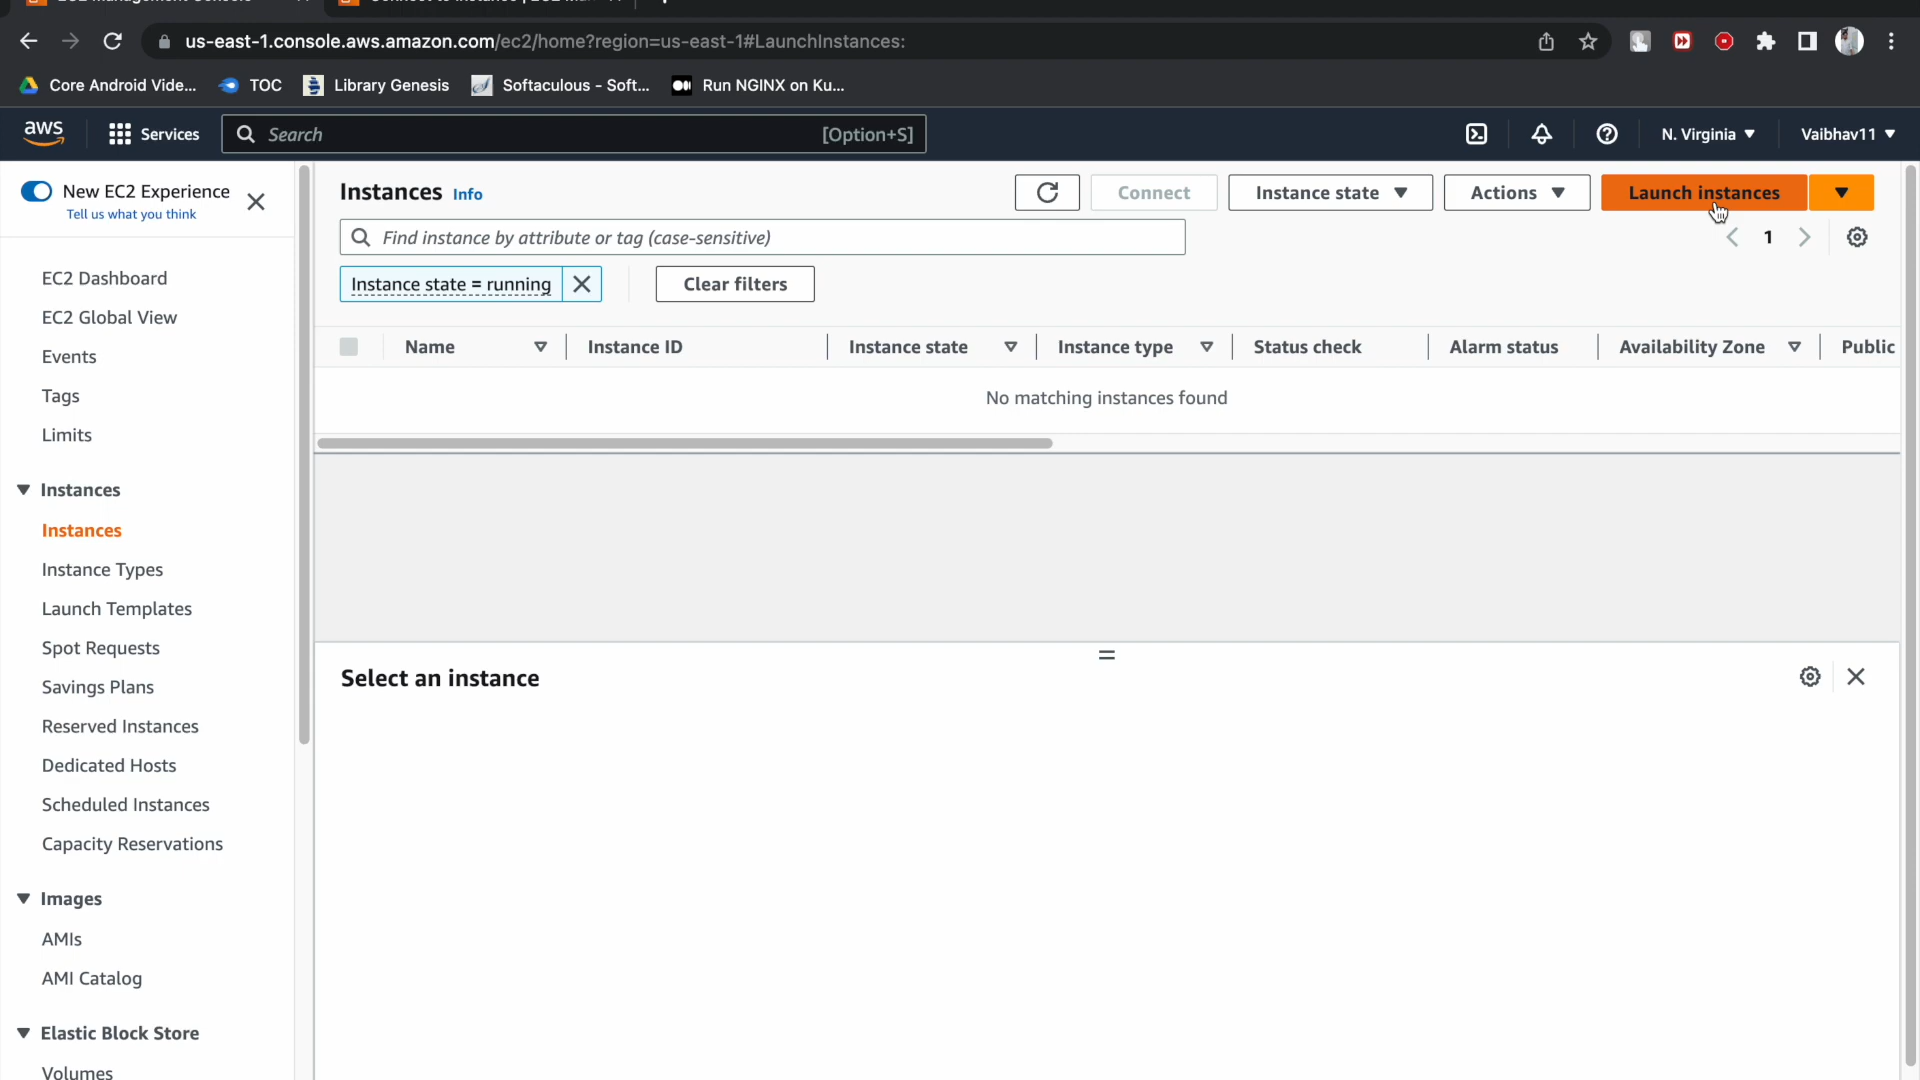 us-east-1.console.aws.amazon.com/ec2/home?region=us-east-1#LaunchInstances:
Core Android Vide... TOC Library Genesis Softaculous - Soft... Run NGINX on Ku...
aws Services Search [Option+S] N. Virginia Vaibhav11
New EC2 Experience
Tell us what you think
EC2 Dashboard
EC2 Global View
Events
Tags
Limits
Instances
Instances
Instance Types
Launch Templates
Spot Requests
Savings Plans
Reserved Instances
Dedicated Hosts
Scheduled Instances
Capacity Reservations
Images
AMIs
AMI Catalog
Elastic Block Store
Volumes
Instances Info Connect Instance state Actions Launch instances
Find instance by attribute or tag (case-sensitive) 1
Instance state = running Clear filters
Name Instance ID Instance state Instance type Status check Alarm status Availability Zone Public
No matching instances found
Select an instance